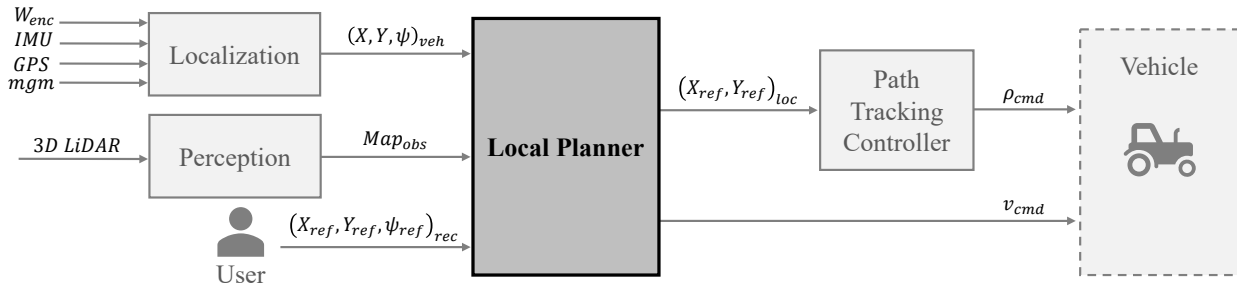 W_enc
IMU
GPS
mgm
Localization
(X, Y, ψ)_veh
3D LiDAR
Perception
Map_obs
User
(X_ref, Y_ref, ψ_ref)_rec
Local Planner
(X_ref, Y_ref)_loc
Path
Tracking
Controller
ρ_cmd
v_cmd
Vehicle